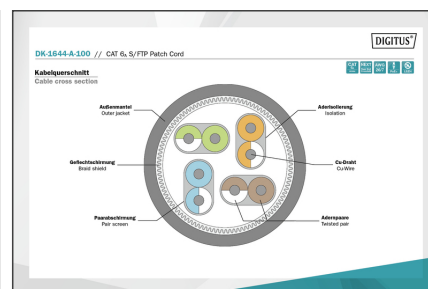 DIGITUS®
DK-1644-A-100 // CAT 6A S/FTP Patch Cord
Kabelquerschnitt
Cable cross section
Außenmantel
Outer jacket
Aderisolierung
Isolation
Geflechtschirmung
Braid shield
Cu-Draht
Cu-Wire
Paarabschirmung
Pair screen
Adernpaare
Twisted pair